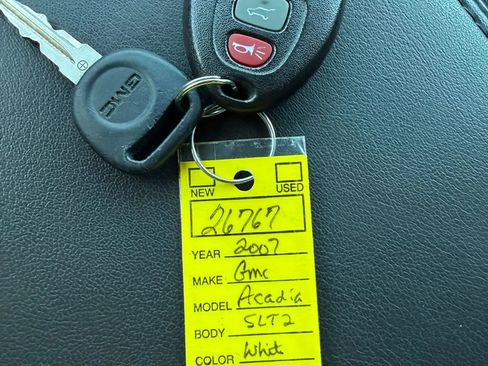 GMC
NEW USED
26767
YEAR 2007
MAKE Gmc
MODEL Acadia
BODY SLT2
COLOR White